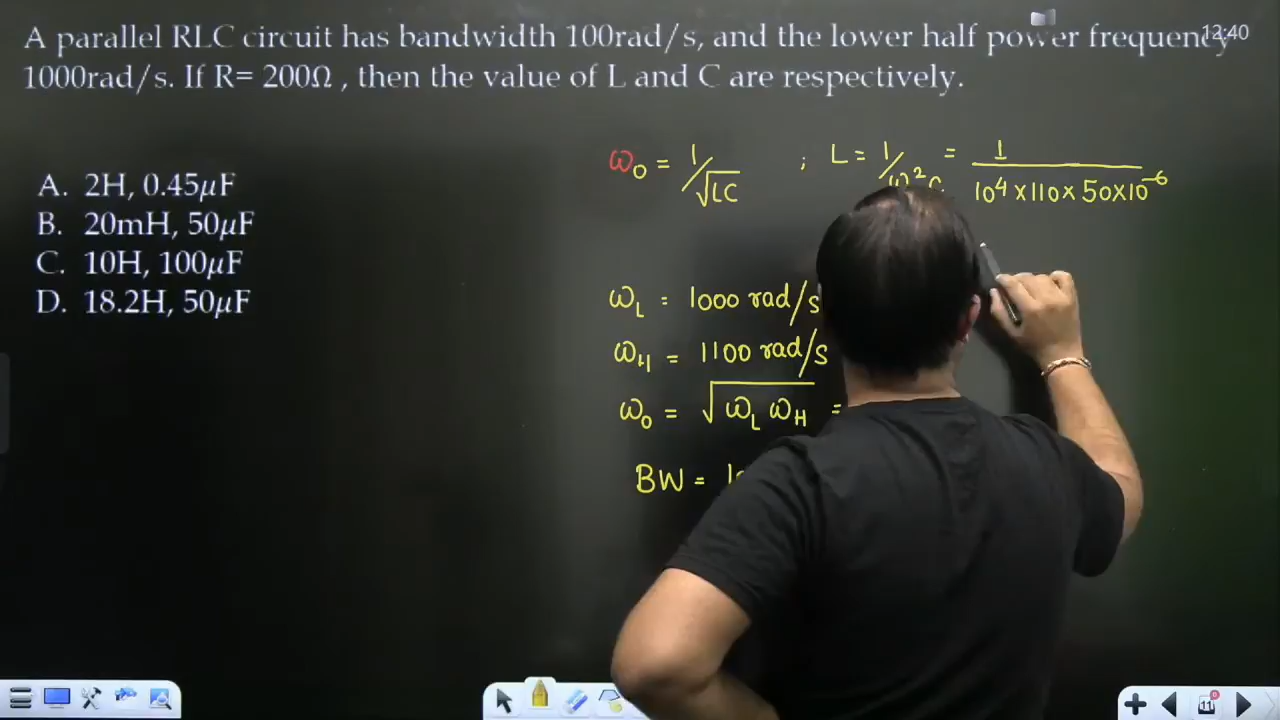 A parallel RLC circuit has bandwidth 100rad/s, and the lower half power frequency
12:40
1000rad/s. If R= 200Ω , then the value of L and C are respectively.
A. 2H, 0.45μF
B. 20mH, 50μF
C. 10H, 100μF
D. 18.2H, 50μF
ω₀ = 1/√LC ; L = 1/ω²C = 1/10⁴×110×50×10⁻⁶
ω_L = 1000 rad/s
ω_H = 1100 rad/s
ω₀ = √ω_L ω_H =
BW =
11